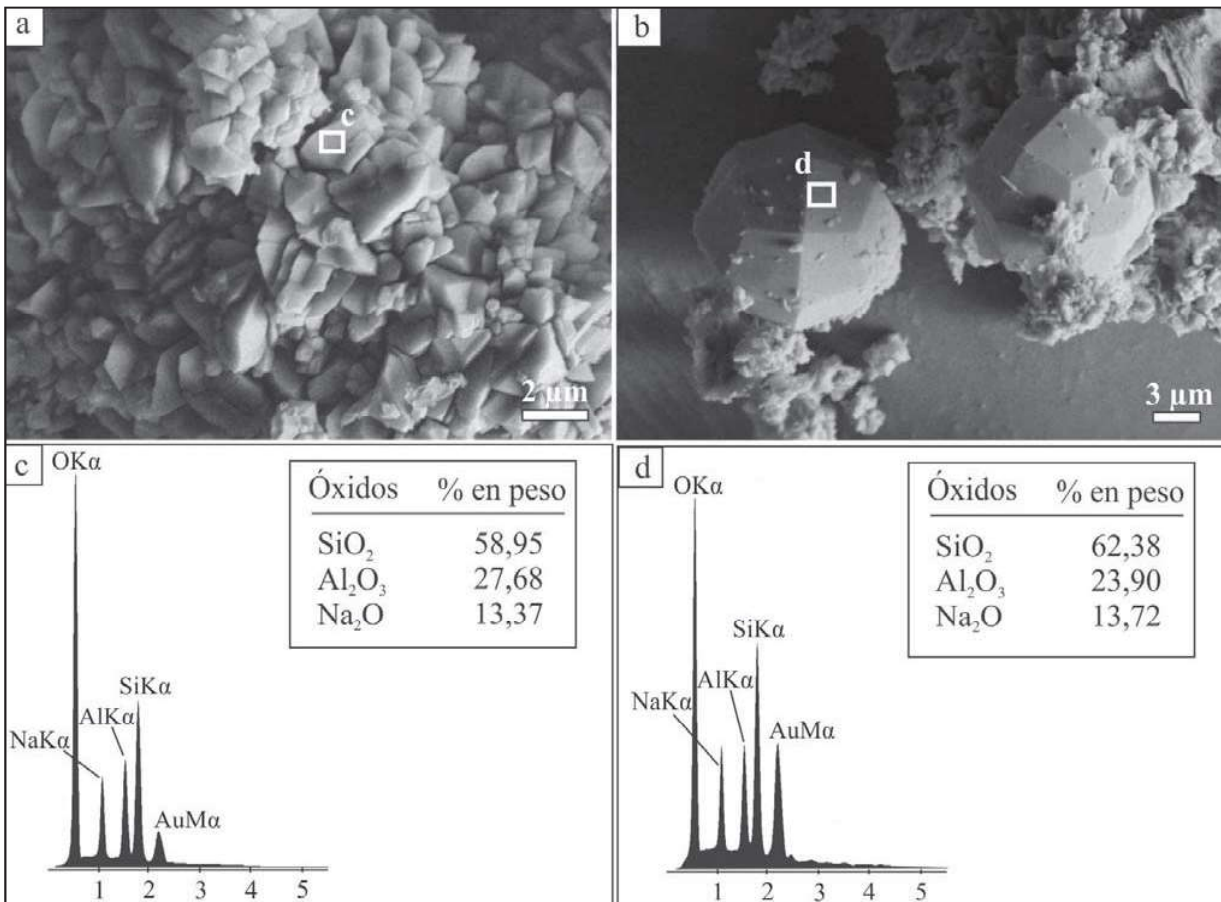 a
c
2 µm
b
d
3 µm
c
OKα
NaKα
AlKα
SiKα
AuMα
Óxidos % en peso
SiO₂ 58,95
Al₂O₃ 27,68
Na₂O 13,37
1 2 3 4 5
d
OKα
NaKα
AlKα
SiKα
AuMα
Óxidos % en peso
SiO₂ 62,38
Al₂O₃ 23,90
Na₂O 13,72
1 2 3 4 5